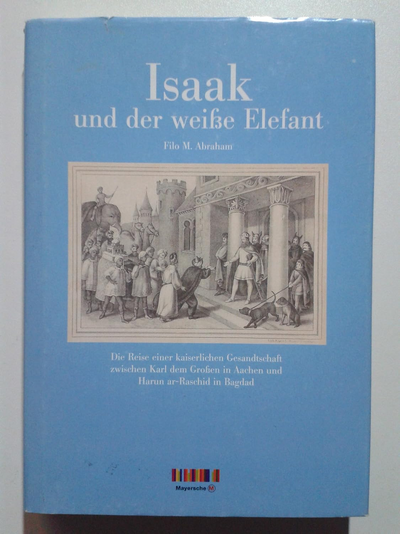 Isaak
und der weiße Elefant
Filo M. Abraham
Die Reise einer kaiserlichen Gesandtschaft
zwischen Karl dem Großen in Aachen und
Harun ar-Raschid in Bagdad
Mayersche M